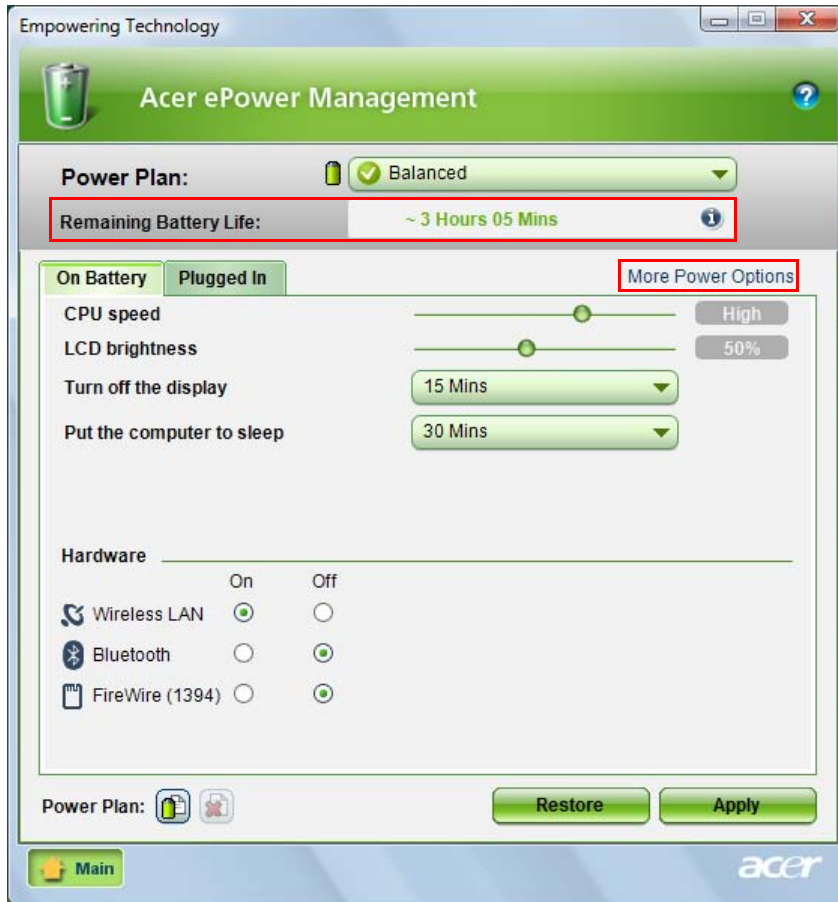 Empowering Technology
Acer ePower Management
Power Plan: Balanced
Remaining Battery Life: ~ 3 Hours 05 Mins
On Battery Plugged In More Power Options
CPU speed High
LCD brightness 50%
Turn off the display 15 Mins
Put the computer to sleep 30 Mins
Hardware
On Off
Wireless LAN
Bluetooth
FireWire (1394)
Power Plan: Restore Apply
Main acer